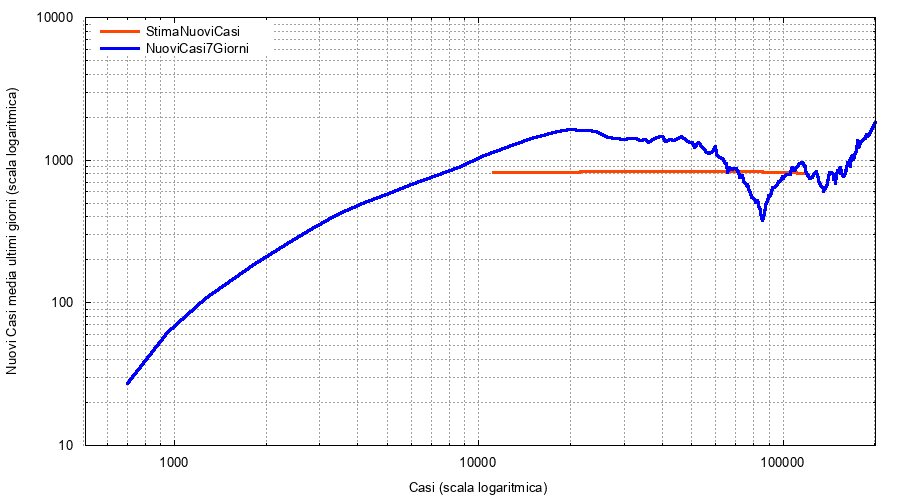 10000
StimaNuoviCasi
NuoviCasi7Giorni
1000
100
10
Nuovi Casi media ultimi giorni (scala logaritmica)
1000
10000
100000
Casi (scala logaritmica)